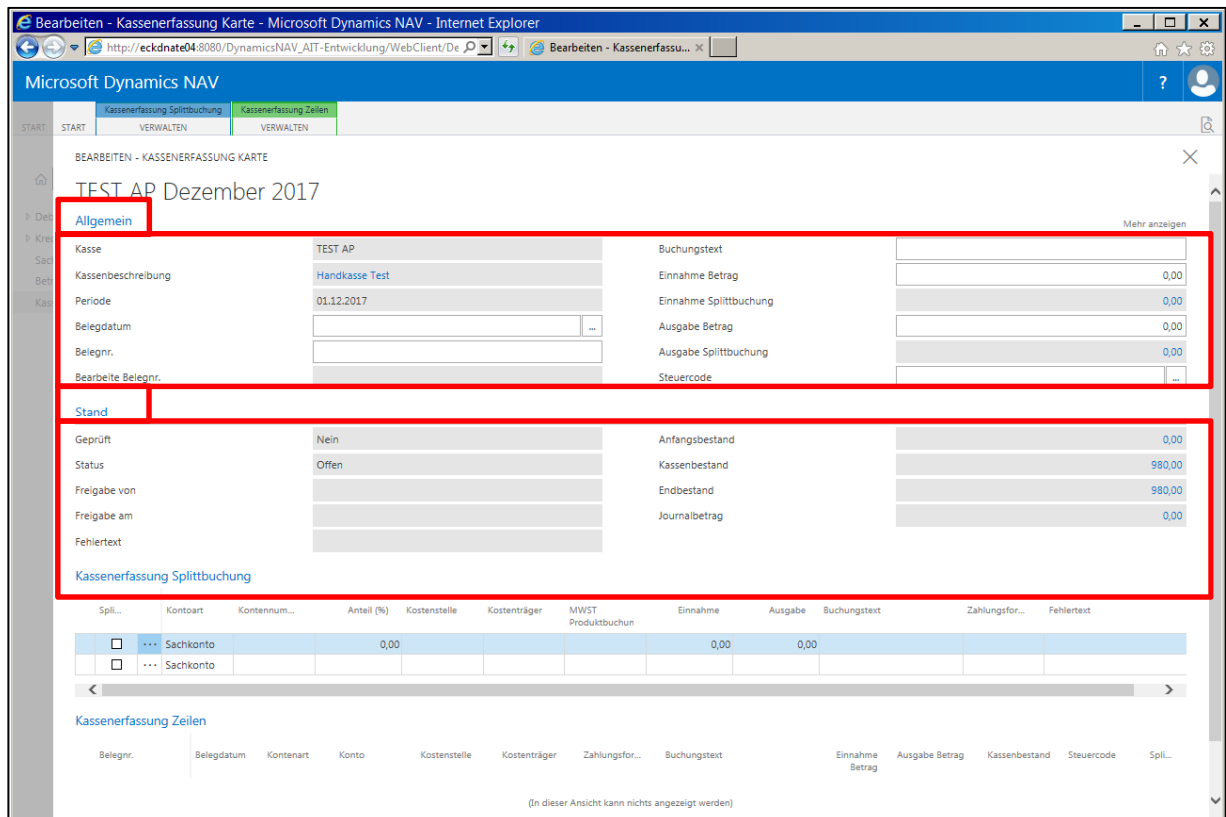 Bearbeiten - Kassenerfassung Karte - Microsoft Dynamics NAV - Internet Explorer
http://eckdnate04:8080/DynamicsNAV_AIT-Entwicklung/WebClient/De
Bearbeiten - Kassenerfassu...
Microsoft Dynamics NAV
?
Kassenerfassung Splittbuchung Kassenerfassung Zeilen
START START VERWALTEN VERWALTEN
BEARBEITEN - KASSENERFASSUNG KARTE
TEST AP Dezember 2017
Deb
Allgemein Mehr anzeigen
Kred
Kasse TEST AP Buchungstext
Sach
Kassenbeschreibung Handkasse Test Einnahme Betrag 0,00
Betr
Periode 01.12.2017 Einnahme Splittbuchung 0,00
Kass
Belegdatum ... Ausgabe Betrag 0,00
Belegnr. Ausgabe Splittbuchung 0,00
Bearbeite Belegnr. Steuercode ...
Stand
Geprüft Nein Anfangsbestand 0,00
Status Offen Kassenbestand 980,00
Freigabe von Endbestand 980,00
Freigabe am Journalbetrag 0,00
Fehlertext
Kassenerfassung Splittbuchung
Spli... Kontoart Kontennum... Anteil (%) Kostenstelle Kostenträger MWST Produktbuchun Einnahme Ausgabe Buchungstext Zahlungsfor... Fehlertext
... Sachkonto 0,00 0,00 0,00
... Sachkonto
Kassenerfassung Zeilen
Belegnr. Belegdatum Kontenart Konto Kostenstelle Kostenträger Zahlungsfor... Buchungstext Einnahme Betrag Ausgabe Betrag Kassenbestand Steuercode Spli...
(In dieser Ansicht kann nichts angezeigt werden)